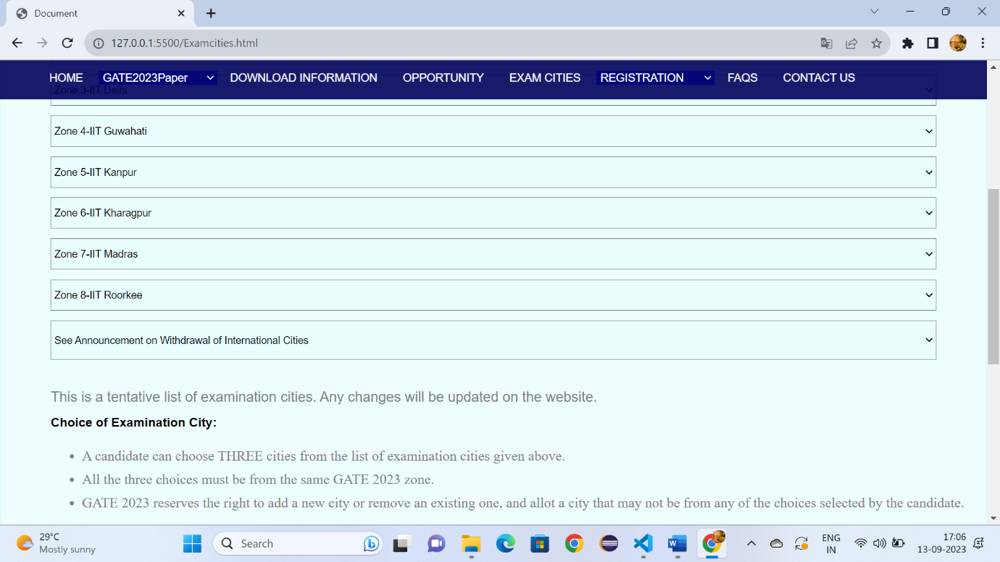 Document
127.0.0.1:5500/Examcities.html
HOME GATE2023Paper DOWNLOAD INFORMATION OPPORTUNITY EXAM CITIES REGISTRATION FAQS CONTACT US
Zone 3-IIT Delhi
Zone 4-IIT Guwahati
Zone 5-IIT Kanpur
Zone 6-IIT Kharagpur
Zone 7-IIT Madras
Zone 8-IIT Roorkee
See Announcement on Withdrawal of International Cities
This is a tentative list of examination cities. Any changes will be updated on the website.
Choice of Examination City:
• A candidate can choose THREE cities from the list of examination cities given above.
• All the three choices must be from the same GATE 2023 zone.
• GATE 2023 reserves the right to add a new city or remove an existing one, and allot a city that may not be from any of the choices selected by the candidate.
29°C
Mostly sunny
Search
ENG
IN
17:06
13-09-2023